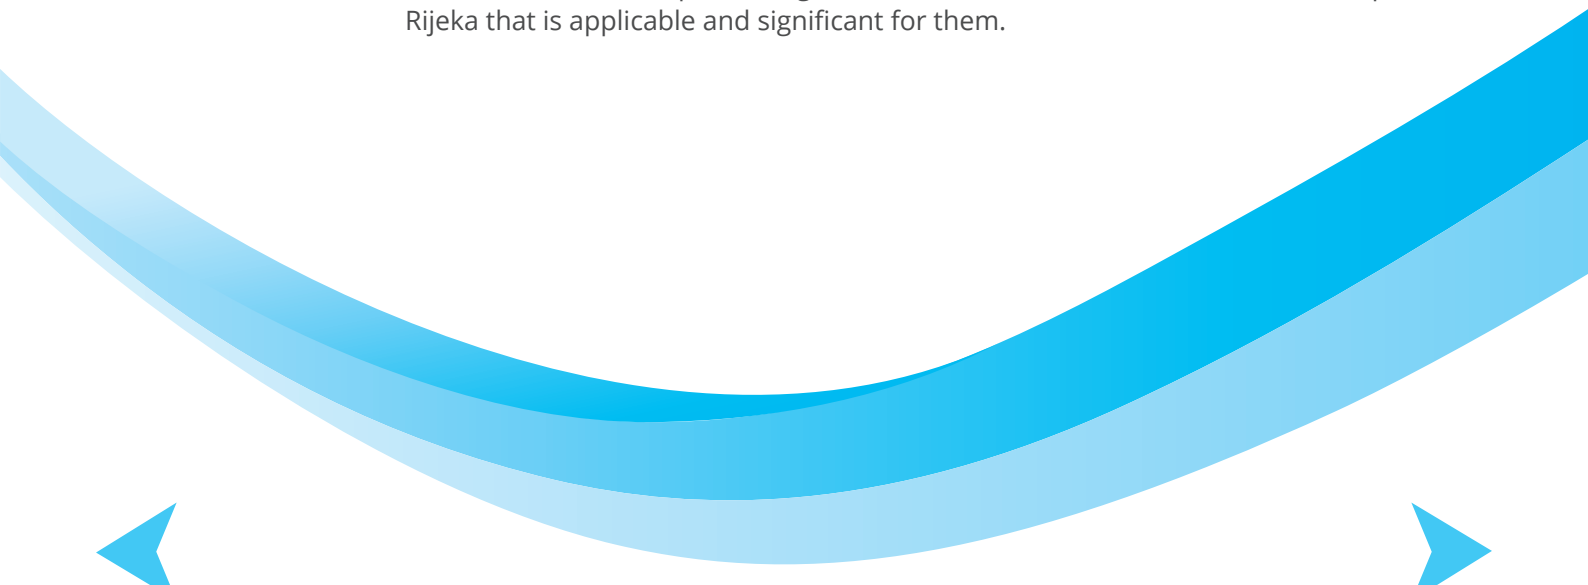 Rijeka that is applicable and significant for them.